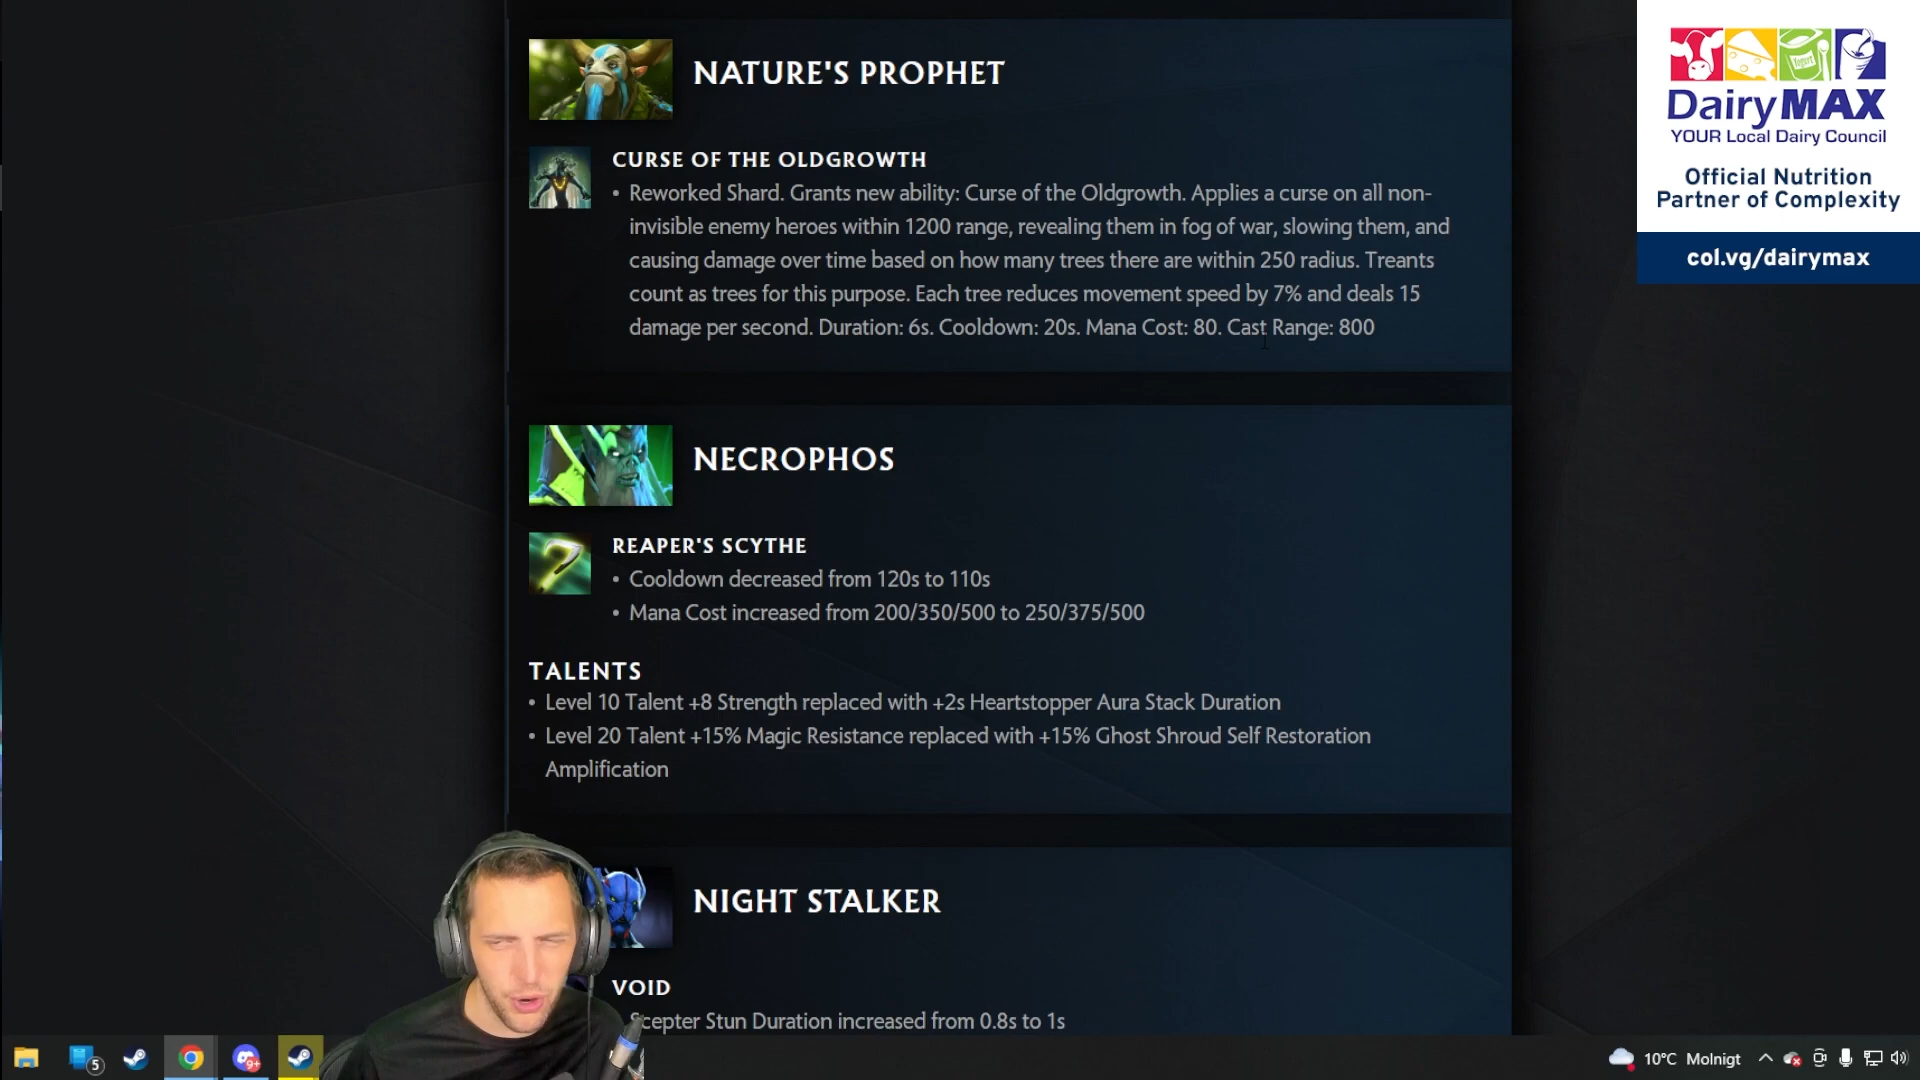 NATURE'S PROPHET
CURSE OF THE OLDGROWTH
• Reworked Shard. Grants new ability: Curse of the Oldgrowth. Applies a curse on all non-
invisible enemy heroes within 1200 range, revealing them in fog of war, slowing them, and
causing damage over time based on how many trees there are within 250 radius. Treants
count as trees for this purpose. Each tree reduces movement speed by 7% and deals 15
damage per second. Duration: 6s. Cooldown: 20s. Mana Cost: 80. Cast Range: 800
NECROPHOS
REAPER'S SCYTHE
• Cooldown decreased from 120s to 110s
• Mana Cost increased from 200/350/500 to 250/375/500
TALENTS
• Level 10 Talent +8 Strength replaced with +2s Heartstopper Aura Stack Duration
• Level 20 Talent +15% Magic Resistance replaced with +15% Ghost Shroud Self Restoration
Amplification
NIGHT STALKER
VOID
Scepter Stun Duration increased from 0.8s to 1s
Yogurt
DairyMAX
YOUR Local Dairy Council
Official Nutrition
Partner of Complexity
col.vg/dairymax
5
9+
10°C Molnigt